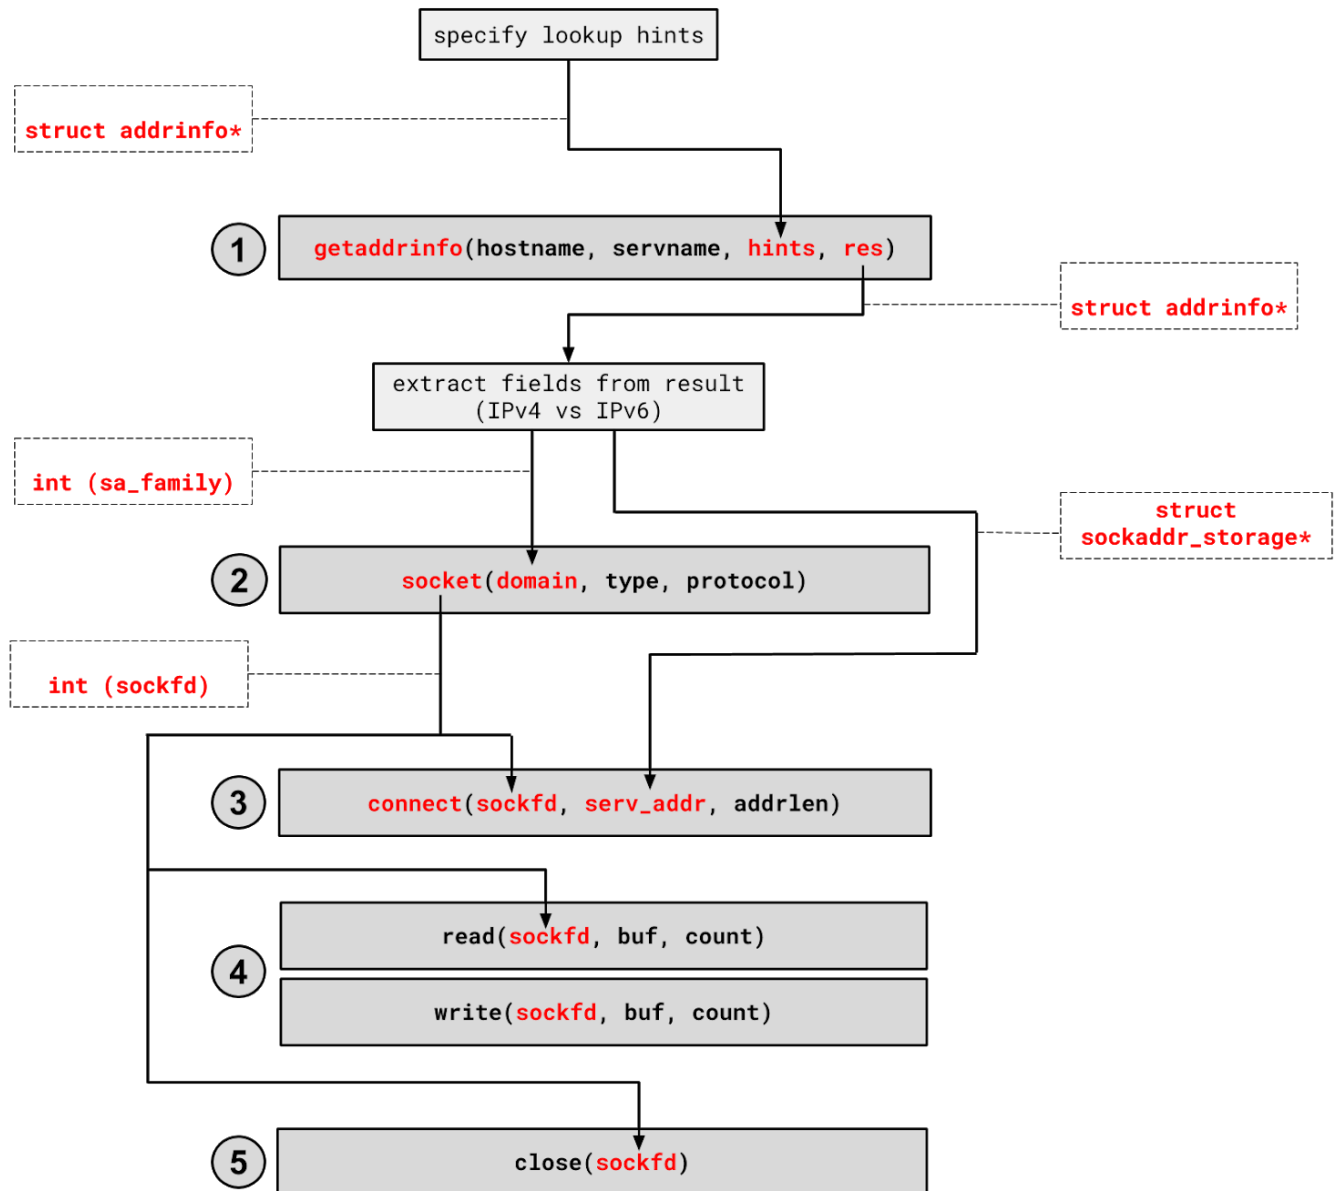 specify lookup hints
struct addrinfo*
1
getaddrinfo(hostname, servname, hints, res)
struct addrinfo*
extract fields from result
(IPv4 vs IPv6)
int (sa_family)
struct
sockaddr_storage*
2
socket(domain, type, protocol)
int (sockfd)
3
connect(sockfd, serv_addr, addrlen)
read(sockfd, buf, count)
4
write(sockfd, buf, count)
5
close(sockfd)